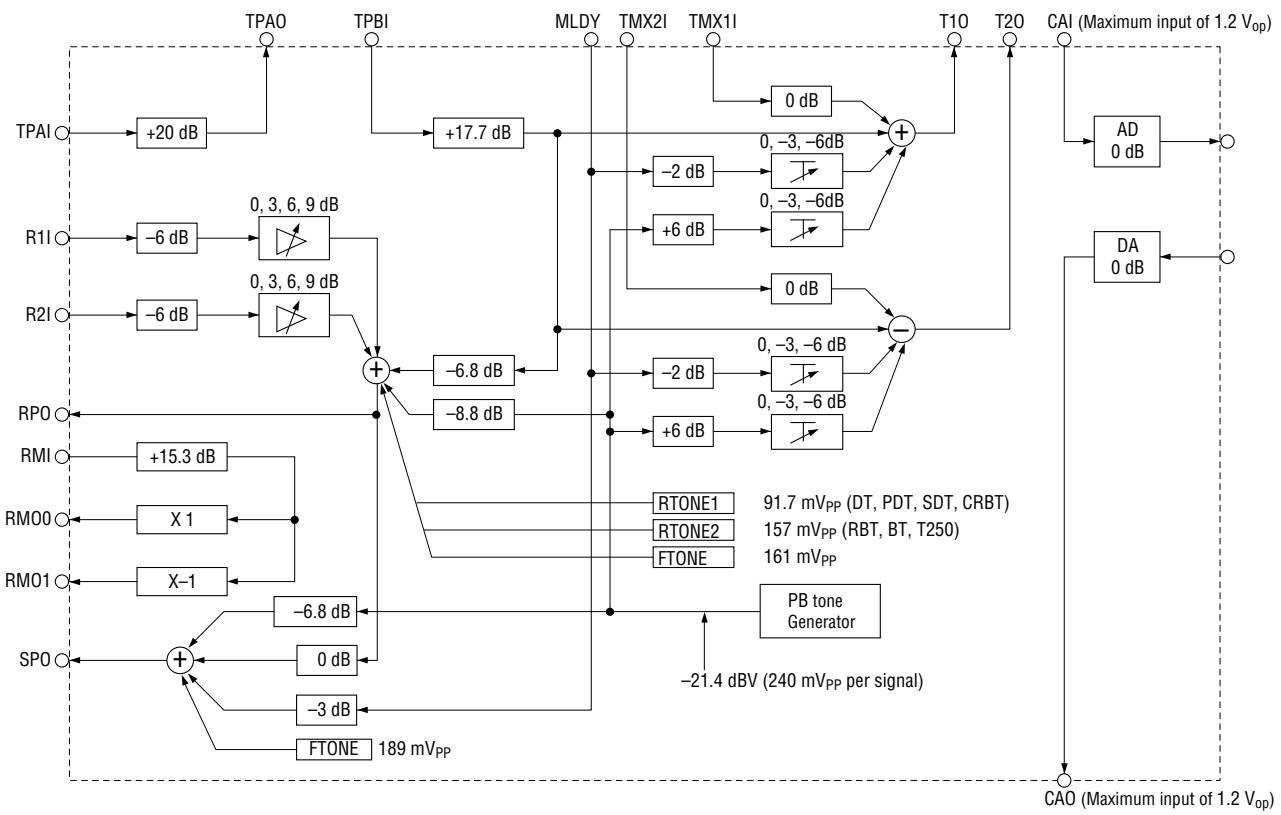 TPAO TPBI MLDY TMX2I TMX1I T1O T2O CAI (Maximum input of 1.2 Vop)
0 dB
TPAI +20 dB +17.7 dB + AD
0 dB
0, –3, –6dB
–2 dB
0, –3, –6dB
0, 3, 6, 9 dB
R1I –6 dB +6 dB
DA
0 dB
0, 3, 6, 9 dB
0 dB
R2I –6 dB –
0, –3, –6 dB
+ –6.8 dB –2 dB
0, –3, –6 dB
RPO –8.8 dB
+6 dB
RMI +15.3 dB
RTONE1 91.7 mVPP (DT, PDT, SDT, CRBT)
RMO0 X 1
RTONE2 157 mVPP (RBT, BT, T250)
FTONE 161 mVPP
RMO1 X–1
–6.8 dB PB tone
Generator
SPO + 0 dB
–21.4 dBV (240 mVPP per signal)
–3 dB
FTONE 189 mVPP
CAO (Maximum input of 1.2 Vop)